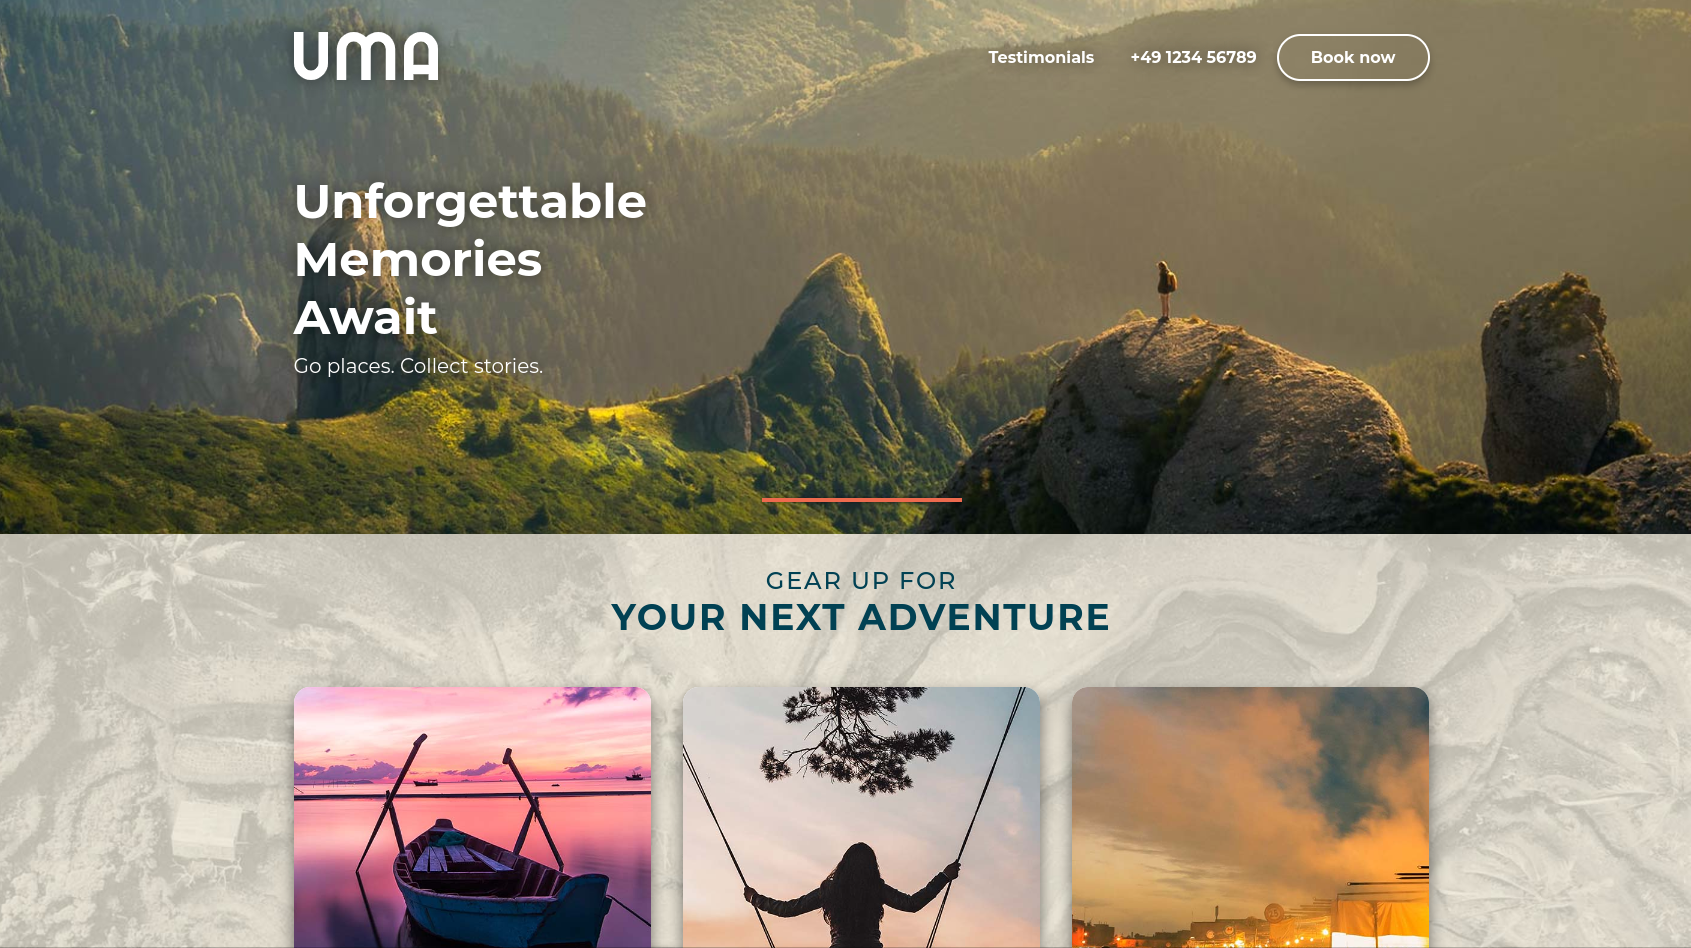 UMA
Testimonials
+49 1234 56789
Book now
Unforgettable
Memories
Await
Go places. Collect stories.
GEAR UP FOR
YOUR NEXT ADVENTURE